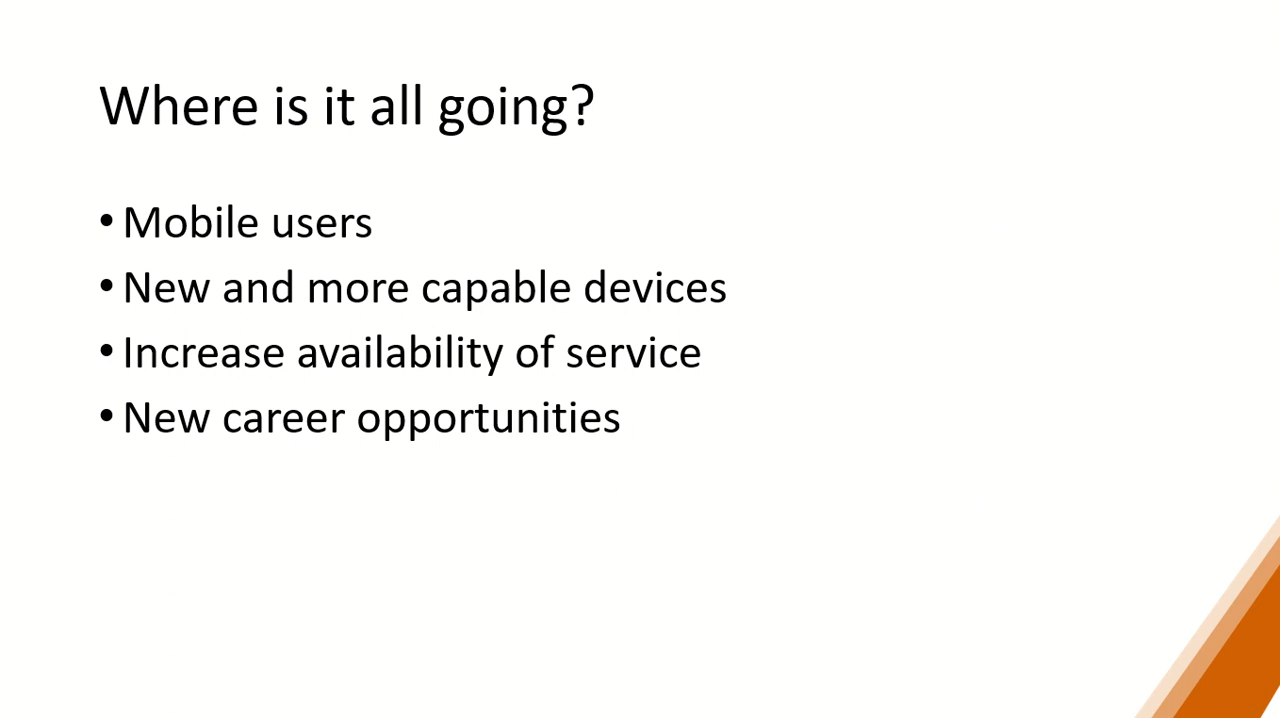 Where is it all going?
• Mobile users
• New and more capable devices
• Increase availability of service
• New career opportunities